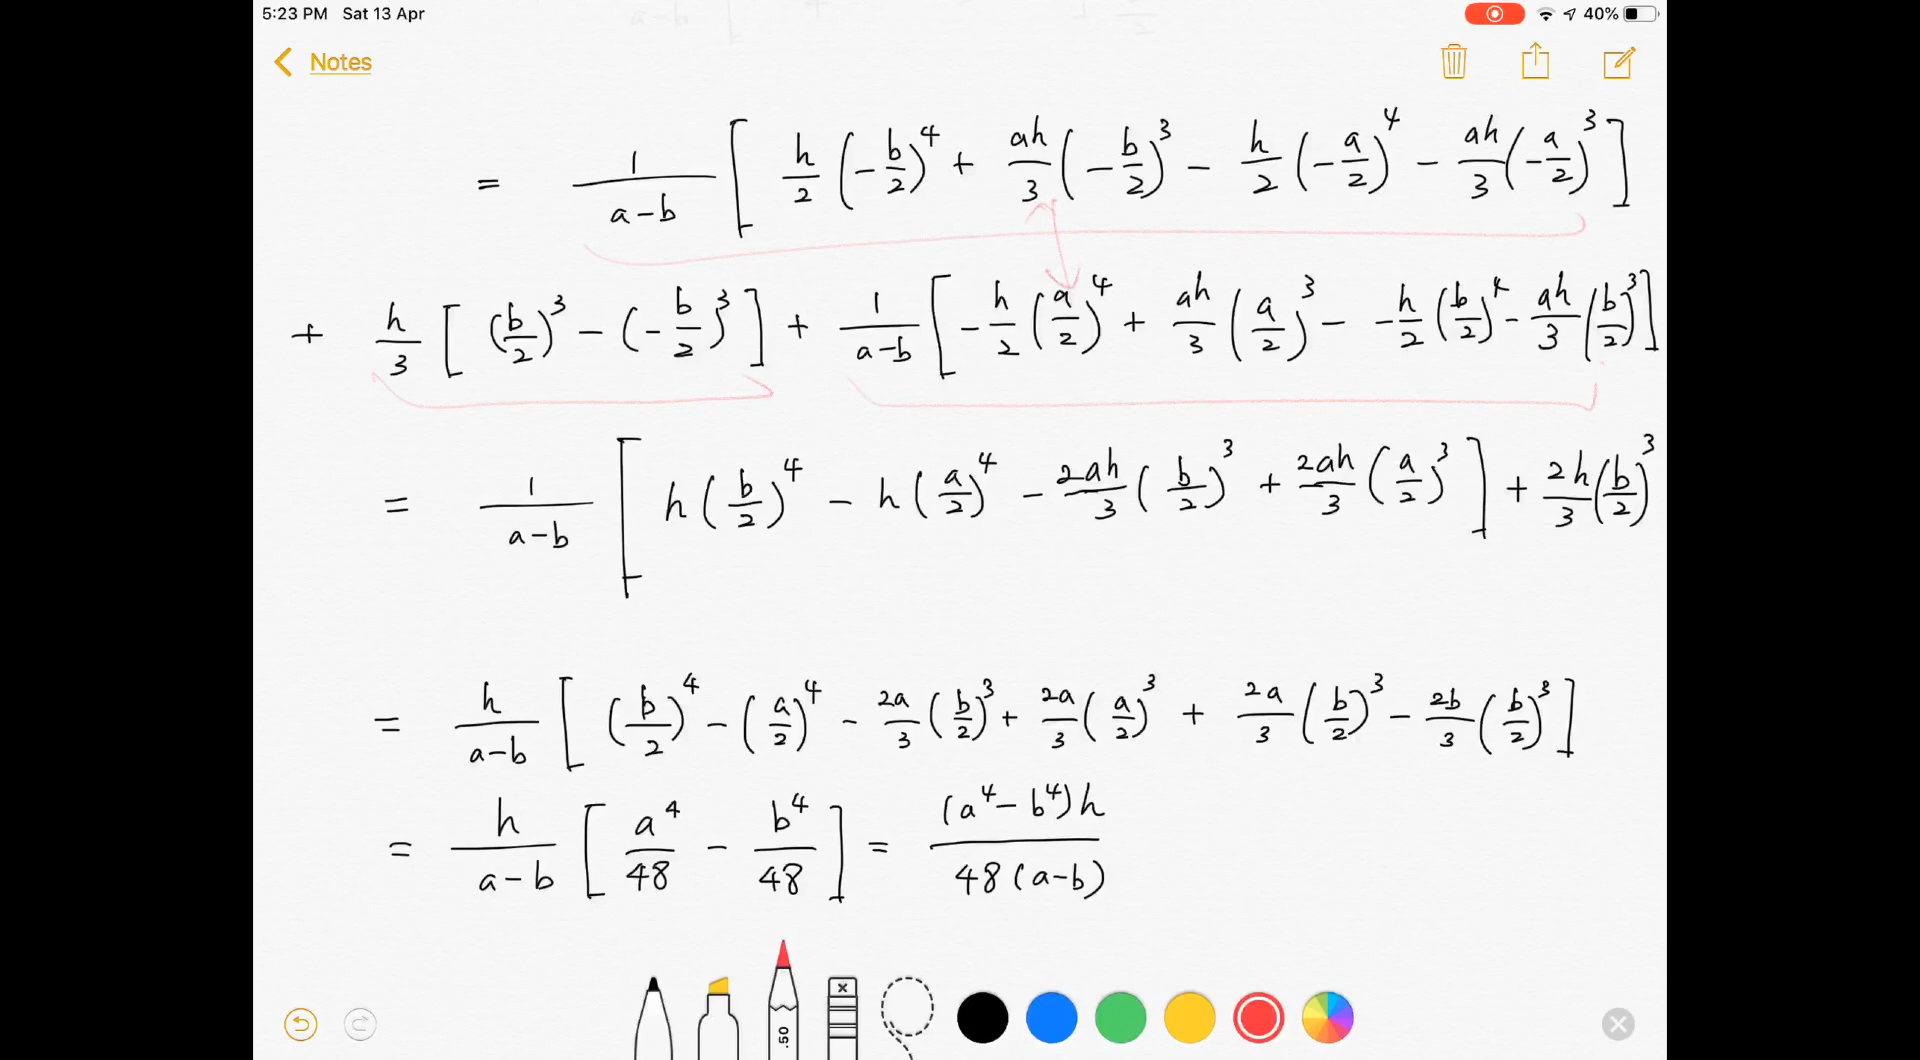 5:23 PM Sat 13 Apr 40%
Notes
= 1/(a-b) [ h/2 (-b/2)^4 + ah/3 (-b/2)^3 - h/2 (-a/2)^4 - ah/3 (-a/2)^3 ]
+ h/3 [ (b/2)^3 - (-b/2)^3 ] + 1/(a-b) [ -h/2 (a/2)^4 + ah/3 (a/2)^3 - -h/2 (b/2)^4 - ah/3 (b/2)^3 ]
= 1/(a-b) [ h (b/2)^4 - h (a/2)^4 - 2ah/3 (b/2)^3 + 2ah/3 (a/2)^3 ] + 2h/3 (b/2)^3
= h/(a-b) [ (b/2)^4 - (a/2)^4 - 2a/3 (b/2)^3 + 2a/3 (a/2)^3 + 2a/3 (b/2)^3 - 2b/3 (b/2)^3 ]
= h/(a-b) [ a^4/48 - b^4/48 ] = (a^4 - b^4)h / 48(a-b)
.50